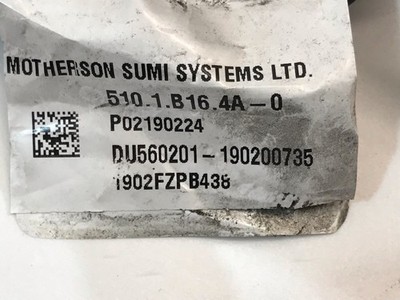 MOTHERSON SUMI SYSTEMS LTD.
510.1.B16.4A-0
P02190224
DU560201-190200735
1902FZPB438